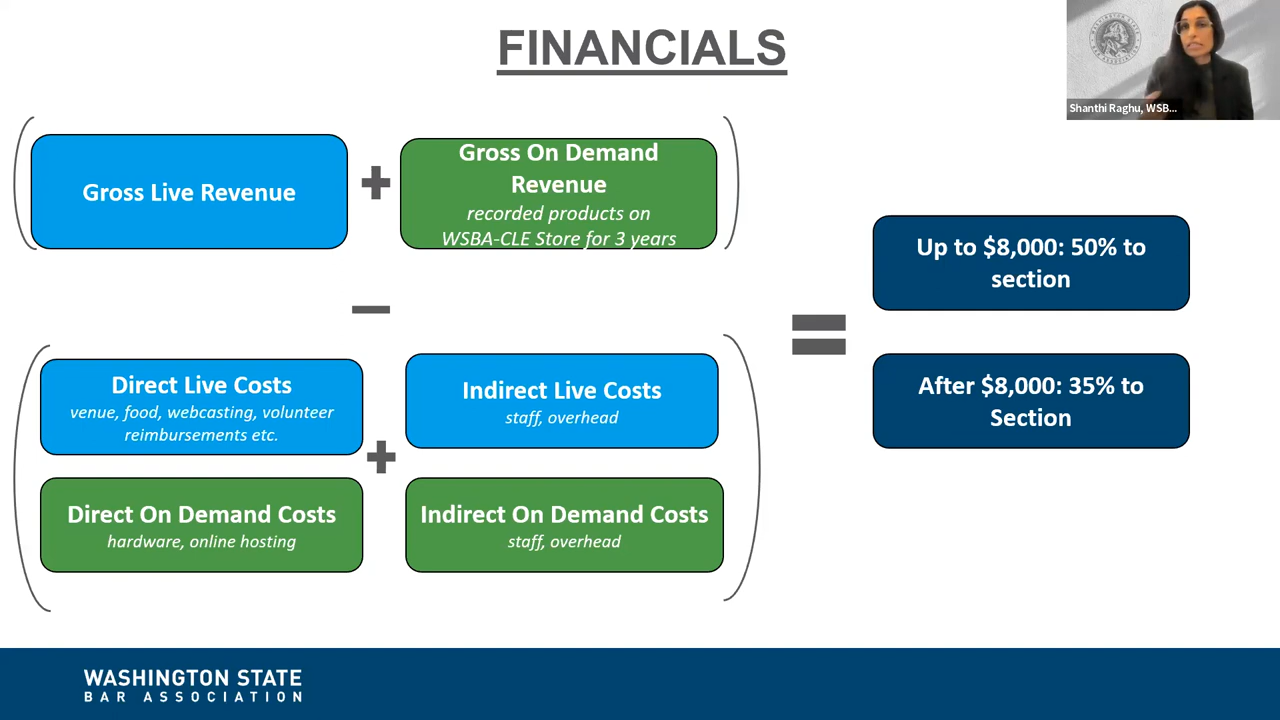 FINANCIALS
Shanthi Raghu, WSB...
Gross Live Revenue
+
Gross On Demand
Revenue
recorded products on
WSBA-CLE Store for 3 years
–
Direct Live Costs
venue, food, webcasting, volunteer
reimbursements etc.
Indirect Live Costs
staff, overhead
+
Direct On Demand Costs
hardware, online hosting
Indirect On Demand Costs
staff, overhead
=
Up to $8,000: 50% to
section
After $8,000: 35% to
Section
WASHINGTON STATE
BAR ASSOCIATION